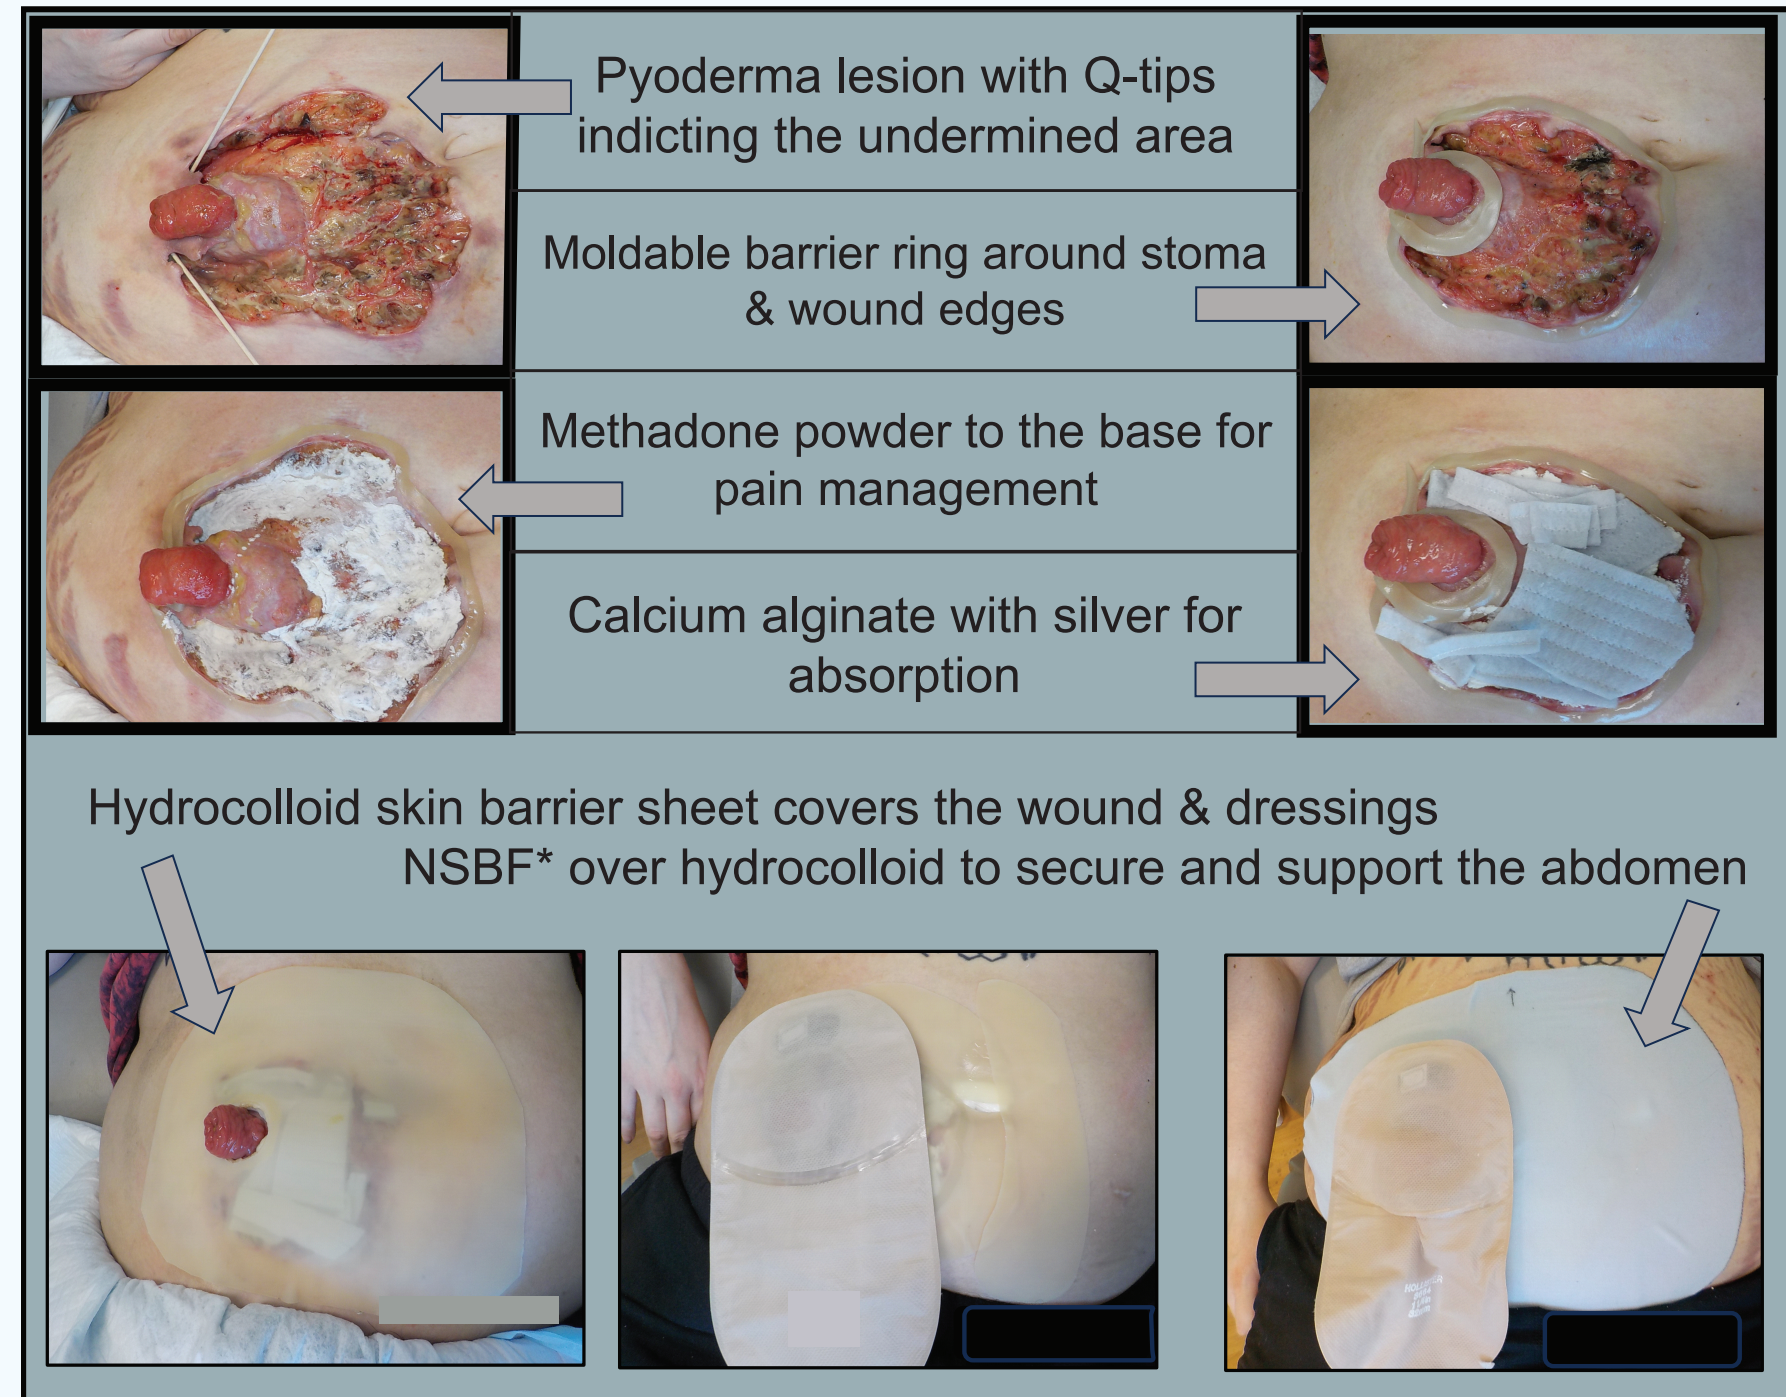 Pyoderma lesion with Q-tips
indicting the undermined area
Moldable barrier ring around stoma
& wound edges
Methadone powder to the base for
pain management
Calcium alginate with silver for
absorption
Hydrocolloid skin barrier sheet covers the wound & dressings
NSBF* over hydrocolloid to secure and support the abdomen
HOLLISTER